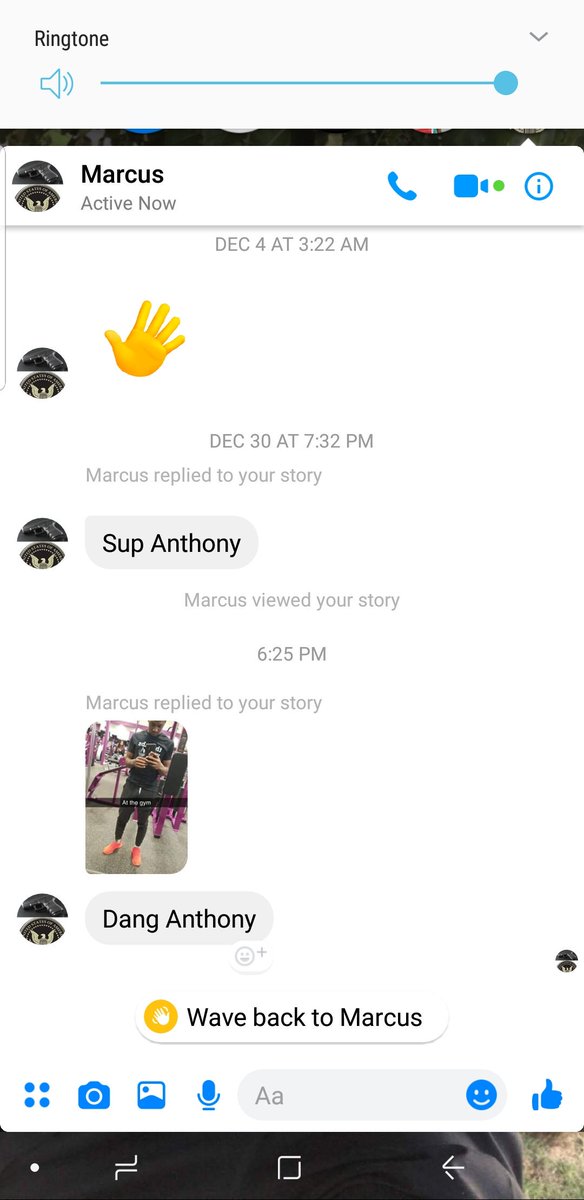 Ringtone
Marcus
Active Now
DEC 4 AT 3:22 AM
DEC 30 AT 7:32 PM
Marcus replied to your story
Sup Anthony
Marcus viewed your story
6:25 PM
Marcus replied to your story
At the gym
Dang Anthony
Wave back to Marcus
Aa